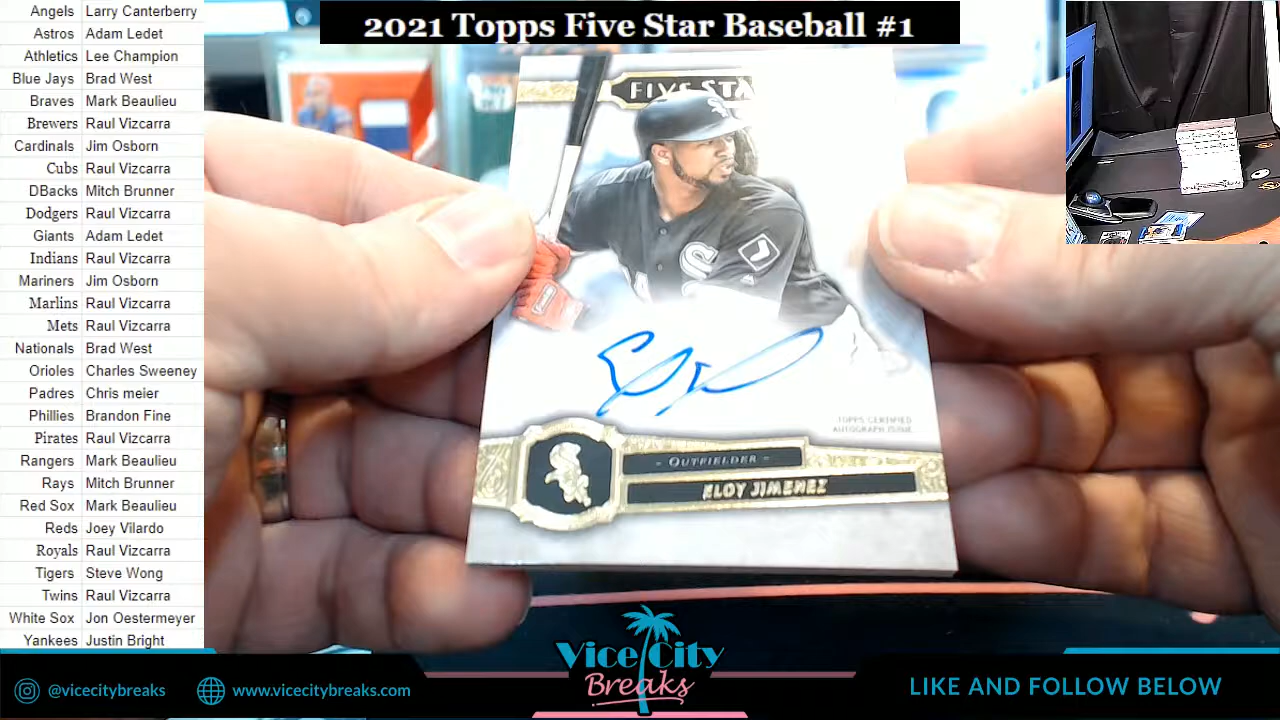 2021 Topps Five Star Baseball #1
Angels Larry Canterberry
Astros Adam Ledet
Athletics Lee Champion
Blue Jays Brad West
Braves Mark Beaulieu
Brewers Raul Vizcarra
Cardinals Jim Osborn
Cubs Raul Vizcarra
DBacks Mitch Brunner
Dodgers Raul Vizcarra
Giants Adam Ledet
Indians Raul Vizcarra
Mariners Jim Osborn
Marlins Raul Vizcarra
Mets Raul Vizcarra
Nationals Brad West
Orioles Charles Sweeney
Padres Chris meier
Phillies Brandon Fine
Pirates Raul Vizcarra
Rangers Mark Beaulieu
Rays Mitch Brunner
Red Sox Mark Beaulieu
Reds Joey Vilardo
Royals Raul Vizcarra
Tigers Steve Wong
Twins Raul Vizcarra
White Sox Jon Oestermeyer
Yankees Justin Bright
FIVE STA
TOPPS CERTIFIED
AUTOGRAPH ISSUE
- OUTFIELDER -
ELOY JIMENEZ
Vice City
Breaks
@vicecitybreaks
www.vicecitybreaks.com
LIKE AND FOLLOW BELOW